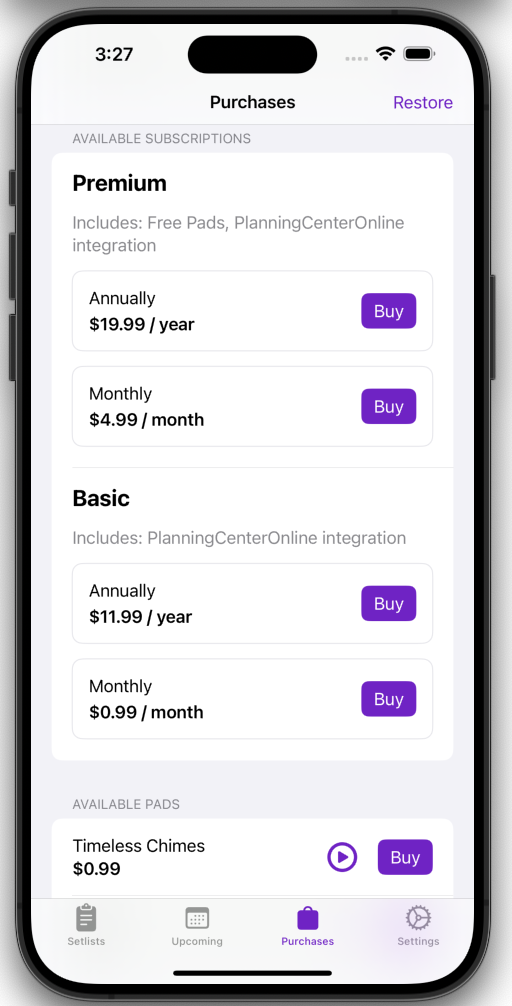 3:27
Purchases
Restore
AVAILABLE SUBSCRIPTIONS
Premium
Includes: Free Pads, PlanningCenterOnline
integration
Annually
$19.99 / year
Buy
Monthly
$4.99 / month
Buy
Basic
Includes: PlanningCenterOnline integration
Annually
$11.99 / year
Buy
Monthly
$0.99 / month
Buy
AVAILABLE PADS
Timeless Chimes
$0.99
Buy
Setlists
Upcoming
Purchases
Settings